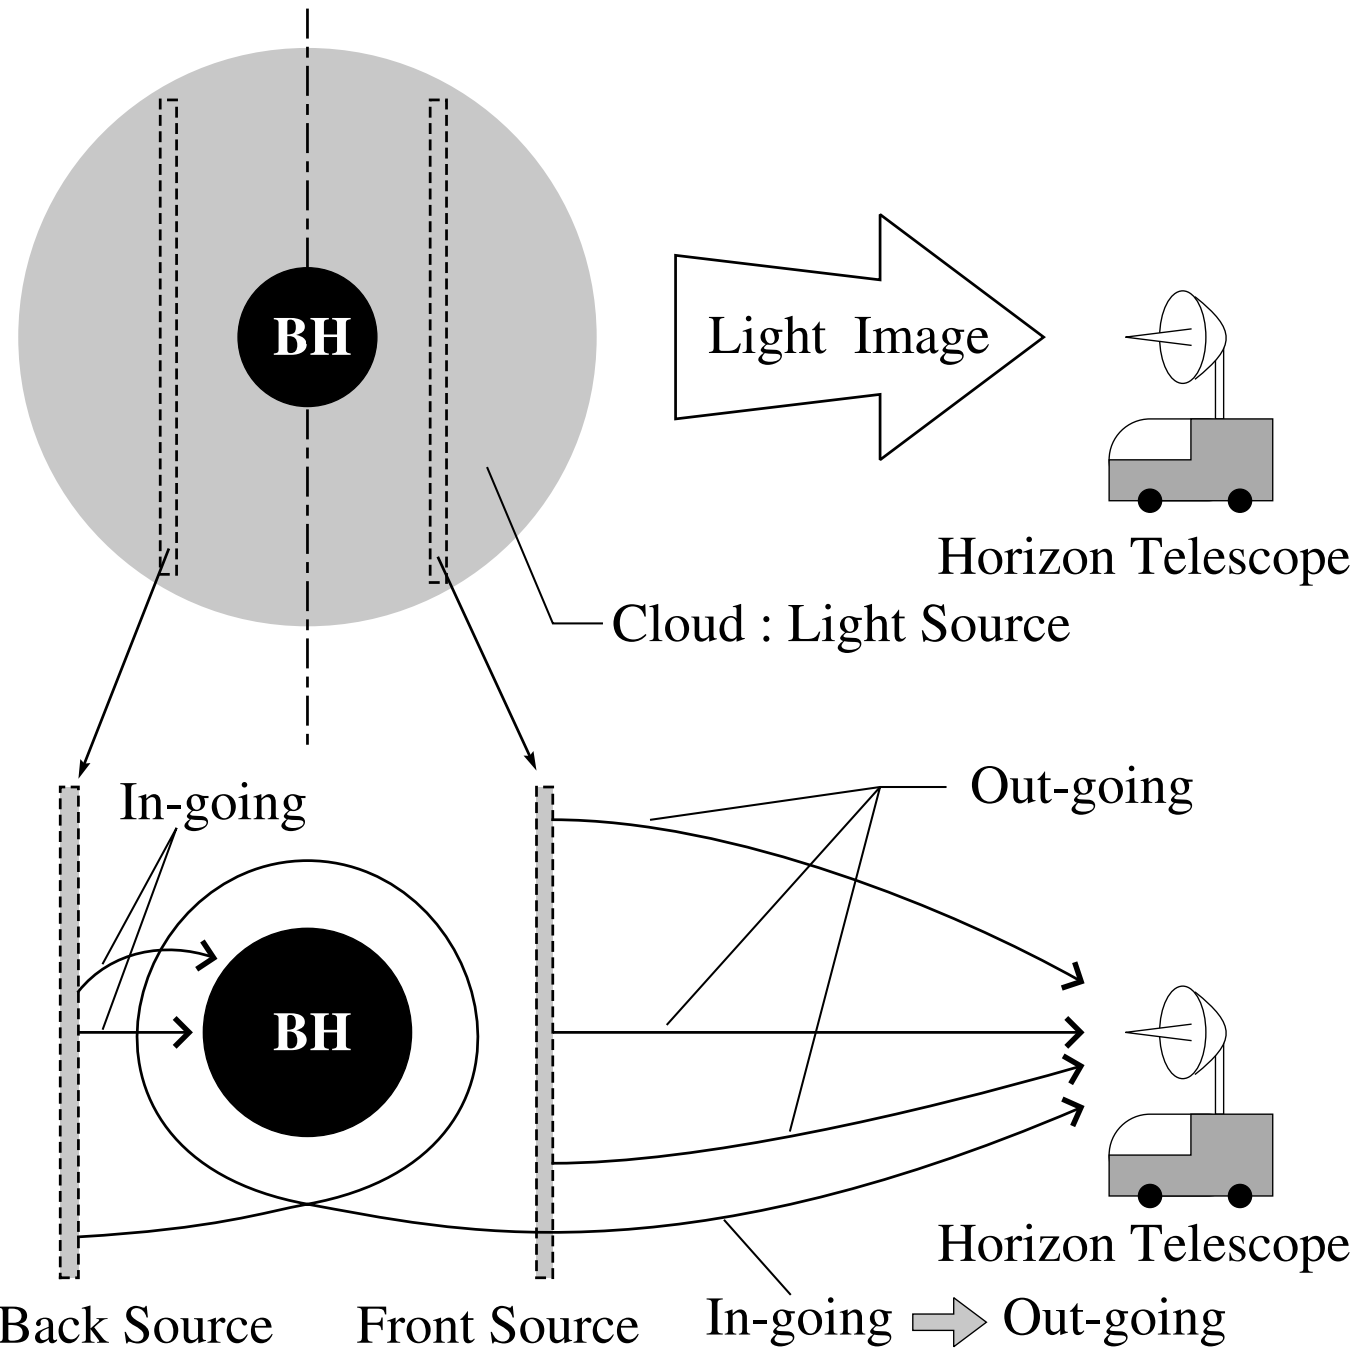 BH
Light Image
Horizon Telescope
Cloud : Light Source
In-going
Out-going
BH
Horizon Telescope
Back Source
Front Source
In-going
Out-going